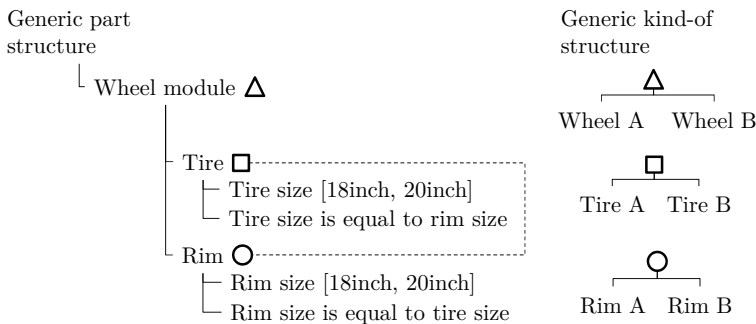 Generic part
structure
Wheel module
Tire
Tire size [18inch, 20inch]
Tire size is equal to rim size
Rim
Rim size [18inch, 20inch]
Rim size is equal to tire size
Generic kind-of
structure
Wheel A Wheel B
Tire A Tire B
Rim A Rim B